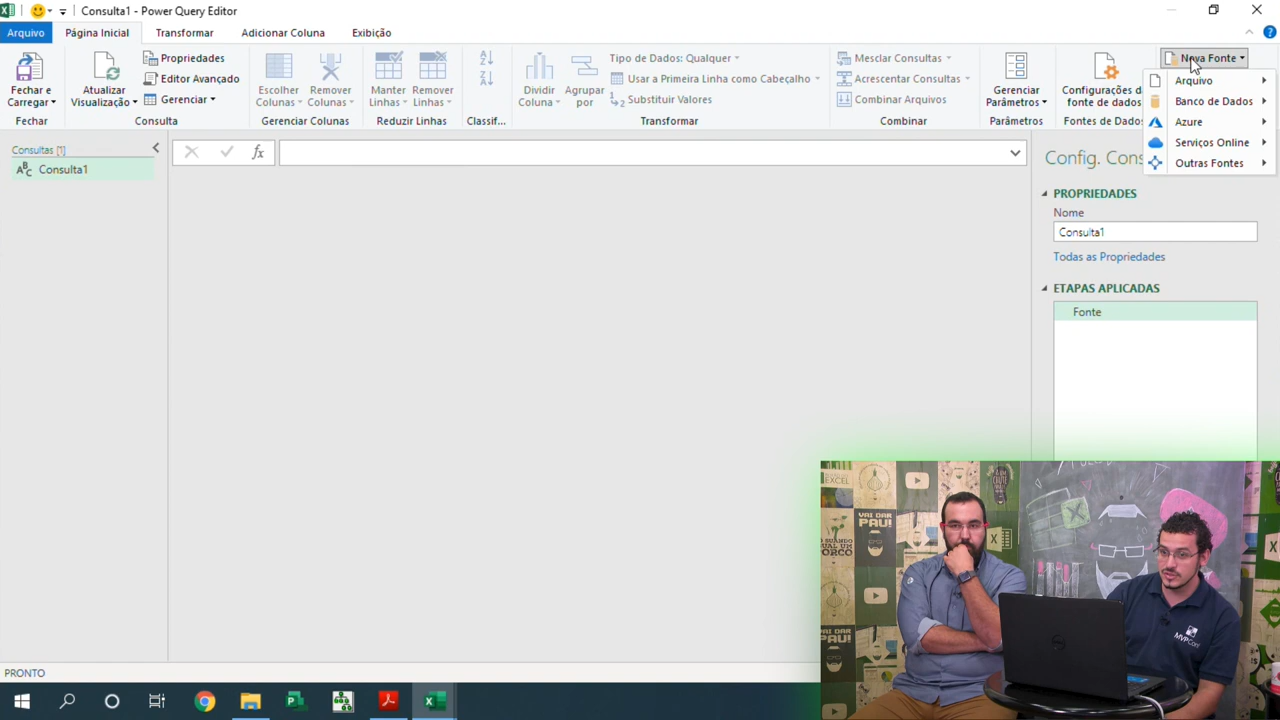 Consulta1 - Power Query Editor
Arquivo
Página Inicial
Transformar
Adicionar Coluna
Exibição
Fechar e
Carregar
Fechar
Atualizar
Visualização
Propriedades
Editor Avançado
Gerenciar
Consulta
Escolher
Colunas
Remover
Colunas
Gerenciar Colunas
Manter
Linhas
Remover
Linhas
Reduzir Linhas
Classif...
Dividir
Coluna
Agrupar
por
Tipo de Dados: Qualquer
Usar a Primeira Linha como Cabeçalho
Substituir Valores
Transformar
Mesclar Consultas
Acrescentar Consultas
Combinar Arquivos
Combinar
Gerenciar
Parâmetros
Parâmetros
Configurações d
fonte de dados
Fontes de Dados
Nova Fonte
Arquivo
Banco de Dados
Azure
Serviços Online
Outras Fontes
Consultas [1]
Consulta1
fx
Config. Cons
PROPRIEDADES
Nome
Consulta1
Todas as Propriedades
ETAPAS APLICADAS
Fonte
PRONTO
VAI DAR
PAU!
EXCEL
MVPConf